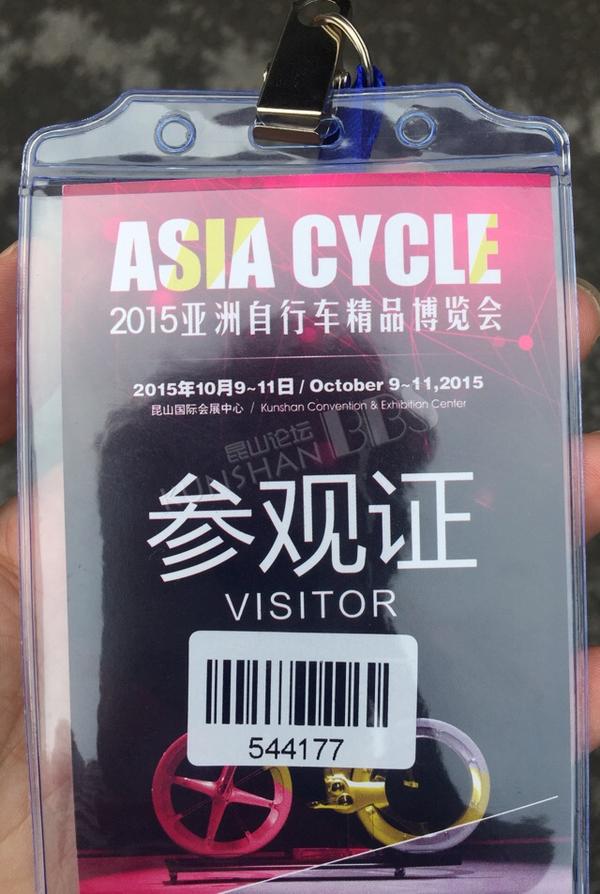 ASIA CYCLE
2015亚洲自行车精品博览会
2015年10月9~11日 / October 9~11,2015
昆山国际会展中心 / Kunshan Convention & Exhibition Center
昆山论坛
KUNSHAN BBS
参观证
VISITOR
544177